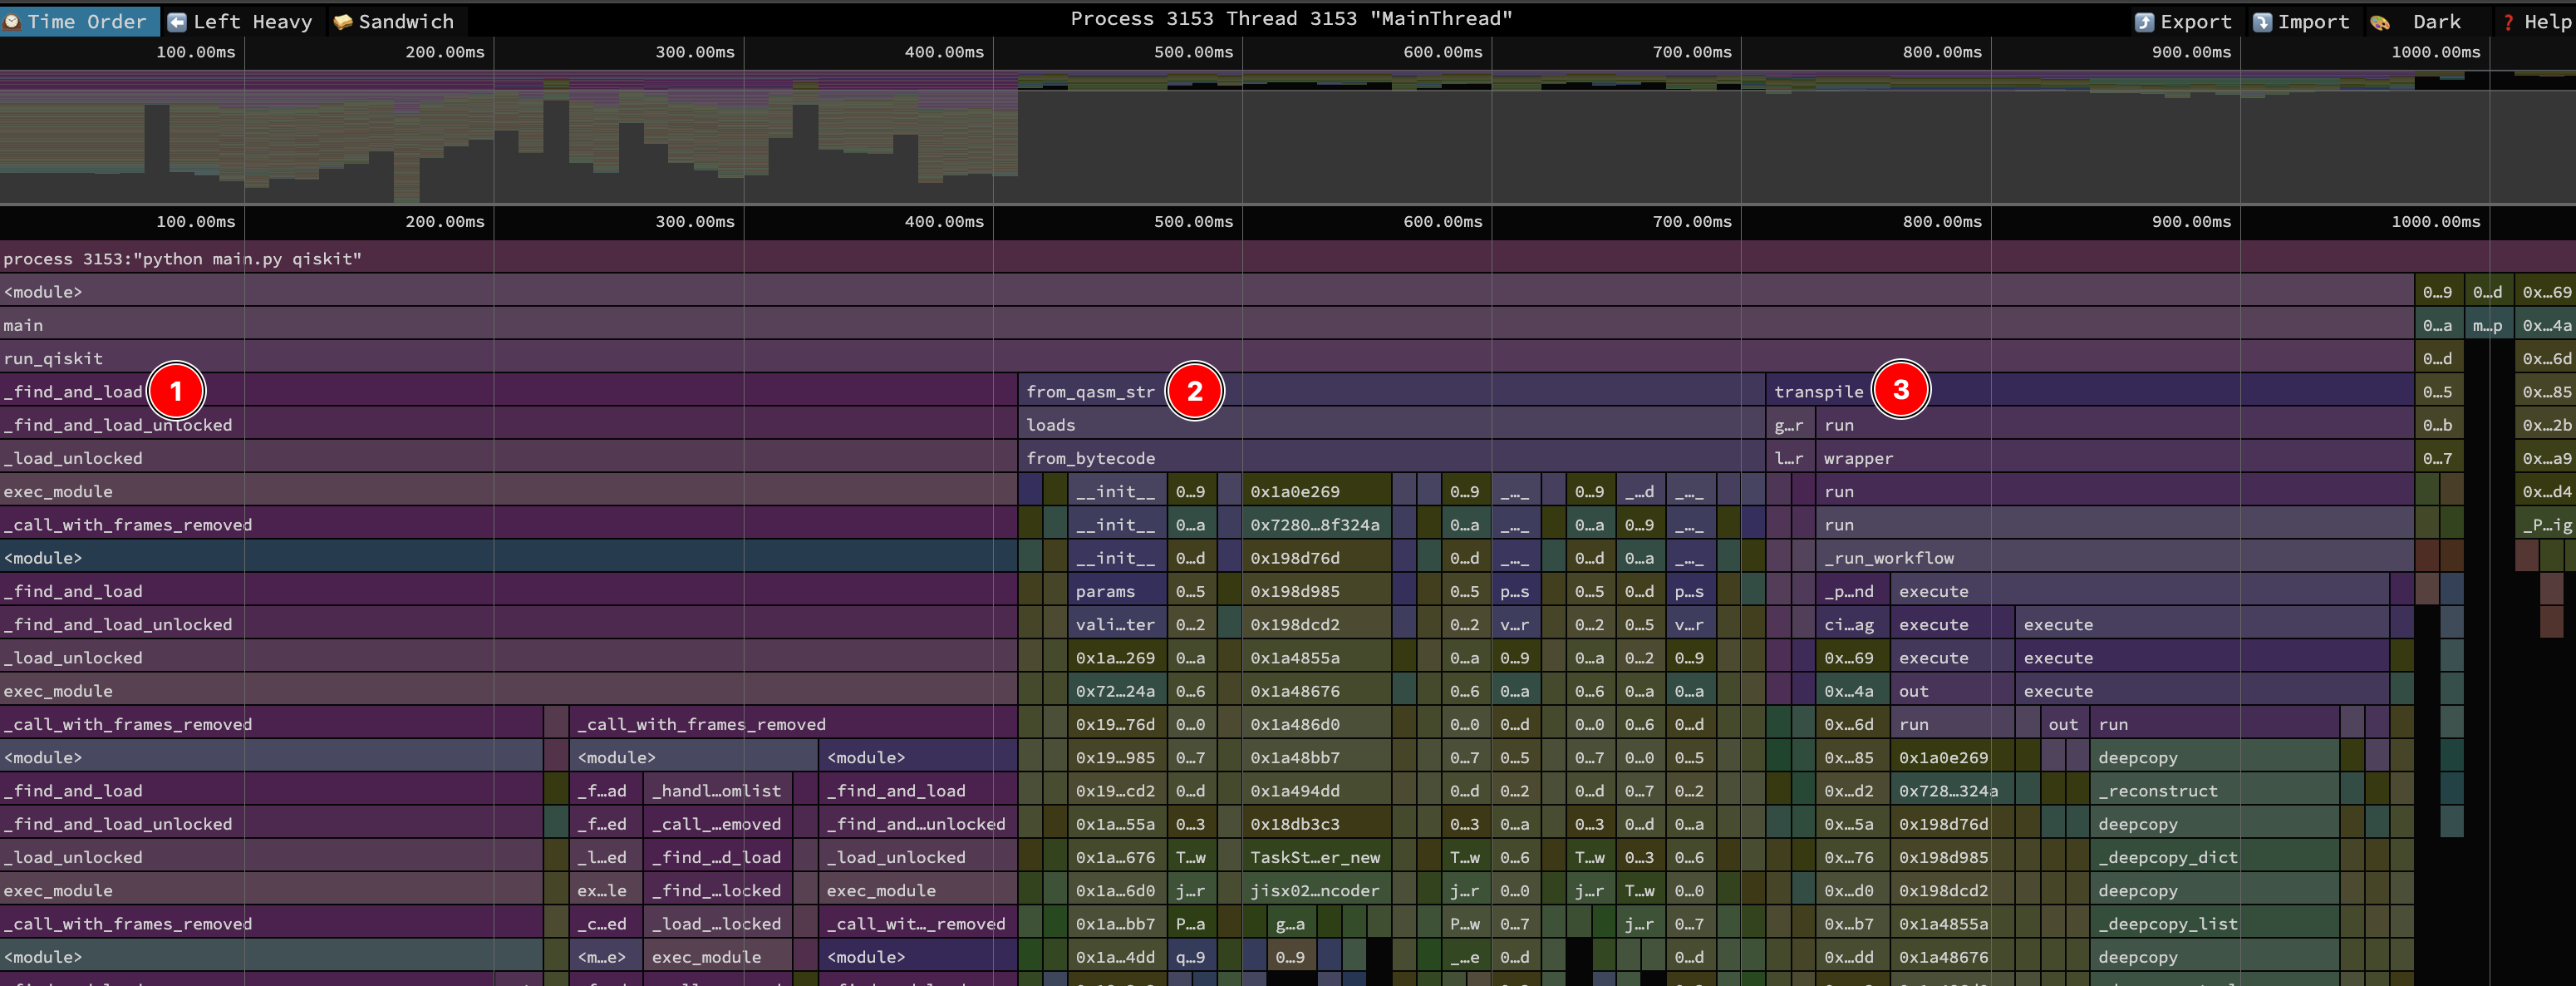 Time Order Left Heavy Sandwich Process 3153 Thread 3153 "MainThread" Export Import Dark Help
100.00ms 200.00ms 300.00ms 400.00ms 500.00ms 600.00ms 700.00ms 800.00ms 900.00ms 1000.00ms
100.00ms 200.00ms 300.00ms 400.00ms 500.00ms 600.00ms 700.00ms 800.00ms 900.00ms 1000.00ms
process 3153:"python main.py qiskit"
<module> 0…9 0…d 0x…69
main 0…a m…p 0x…4a
run_qiskit 0…d 0x…6d
_find_and_load 1 from_qasm_str 2 transpile 3 0…5 0x…85
_find_and_load_unlocked loads g…r run 0…b 0x…2b
_load_unlocked from_bytecode l…r wrapper 0…7 0x…a9
exec_module __init__ 0…9 0x1a0e269 0…9 _…_ 0…9 _…d _…_ run 0x…d4
_call_with_frames_removed __init__ 0…a 0x7280…8f324a 0…a _…_ 0…a 0…9 _…_ run _P…ig
<module> __init__ 0…d 0x198d76d 0…d _…_ 0…d 0…a _…_ _run_workflow
_find_and_load params 0…5 0x198d985 0…5 p…s 0…5 0…d p…s _p…nd execute
_find_and_load_unlocked vali…ter 0…2 0x198dcd2 0…2 v…r 0…2 0…5 v…r ci…ag execute execute
_load_unlocked 0x1a…269 0…a 0x1a4855a 0…a 0…9 0…a 0…2 0…9 0x…69 execute execute
exec_module 0x72…24a 0…6 0x1a48676 0…6 0…a 0…6 0…a 0…a 0x…4a out execute
_call_with_frames_removed _call_with_frames_removed 0x19…76d 0…0 0x1a486d0 0…0 0…d 0…0 0…6 0…d 0x…6d run out run
<module> <module> <module> 0x19…985 0…7 0x1a48bb7 0…7 0…5 0…7 0…0 0…5 0x…85 0x1a0e269 deepcopy
_find_and_load _f…ad _handl…omlist _find_and_load 0x19…cd2 0…d 0x1a494dd 0…d 0…2 0…d 0…7 0…2 0x…d2 0x728…324a _reconstruct
_find_and_load_unlocked _f…ed _call_…emoved _find_and…unlocked 0x1a…55a 0…3 0x18db3c3 0…3 0…a 0…3 0…d 0…a 0x…5a 0x198d76d deepcopy
_load_unlocked _l…ed _find_…d_load _load_unlocked 0x1a…676 T…w TaskSt…er_new T…w 0…6 T…w 0…3 0…6 0x…76 0x198d985 _deepcopy_dict
exec_module ex…le _find_…locked exec_module 0x1a…6d0 j…r jisx02…ncoder j…r 0…0 j…r T…w 0…0 0x…d0 0x198dcd2 deepcopy
_call_with_frames_removed _c…ed _load_…locked _call_wit…_removed 0x1a…bb7 P…a g…a P…w 0…7 j…r 0…7 0x…b7 0x1a4855a _deepcopy_list
<module> <m…e> exec_module <module> 0x1a…4dd q…9 0…9 _…e 0…d 0…d 0x…dd 0x1a48676 deepcopy